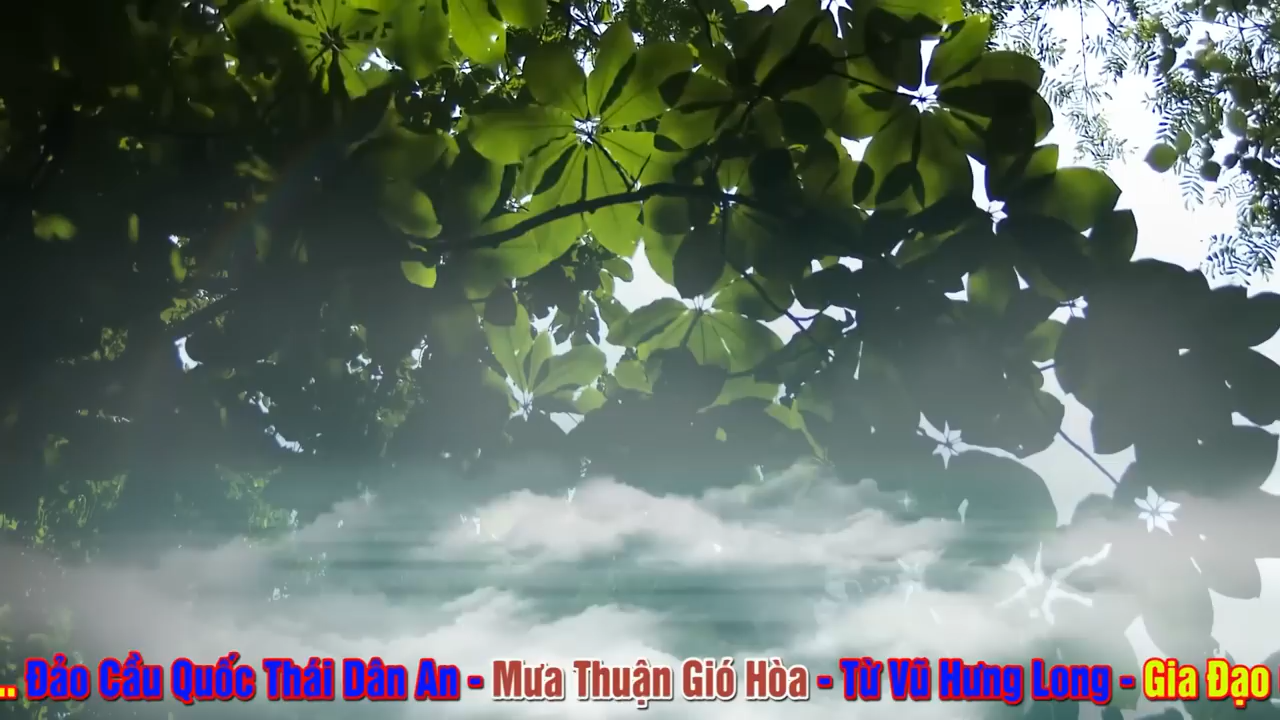 .. Đảo Cầu Quốc Thái Dân An - Mưa Thuận Gió Hòa - Từ Vũ Hưng Long - Gia Đạo